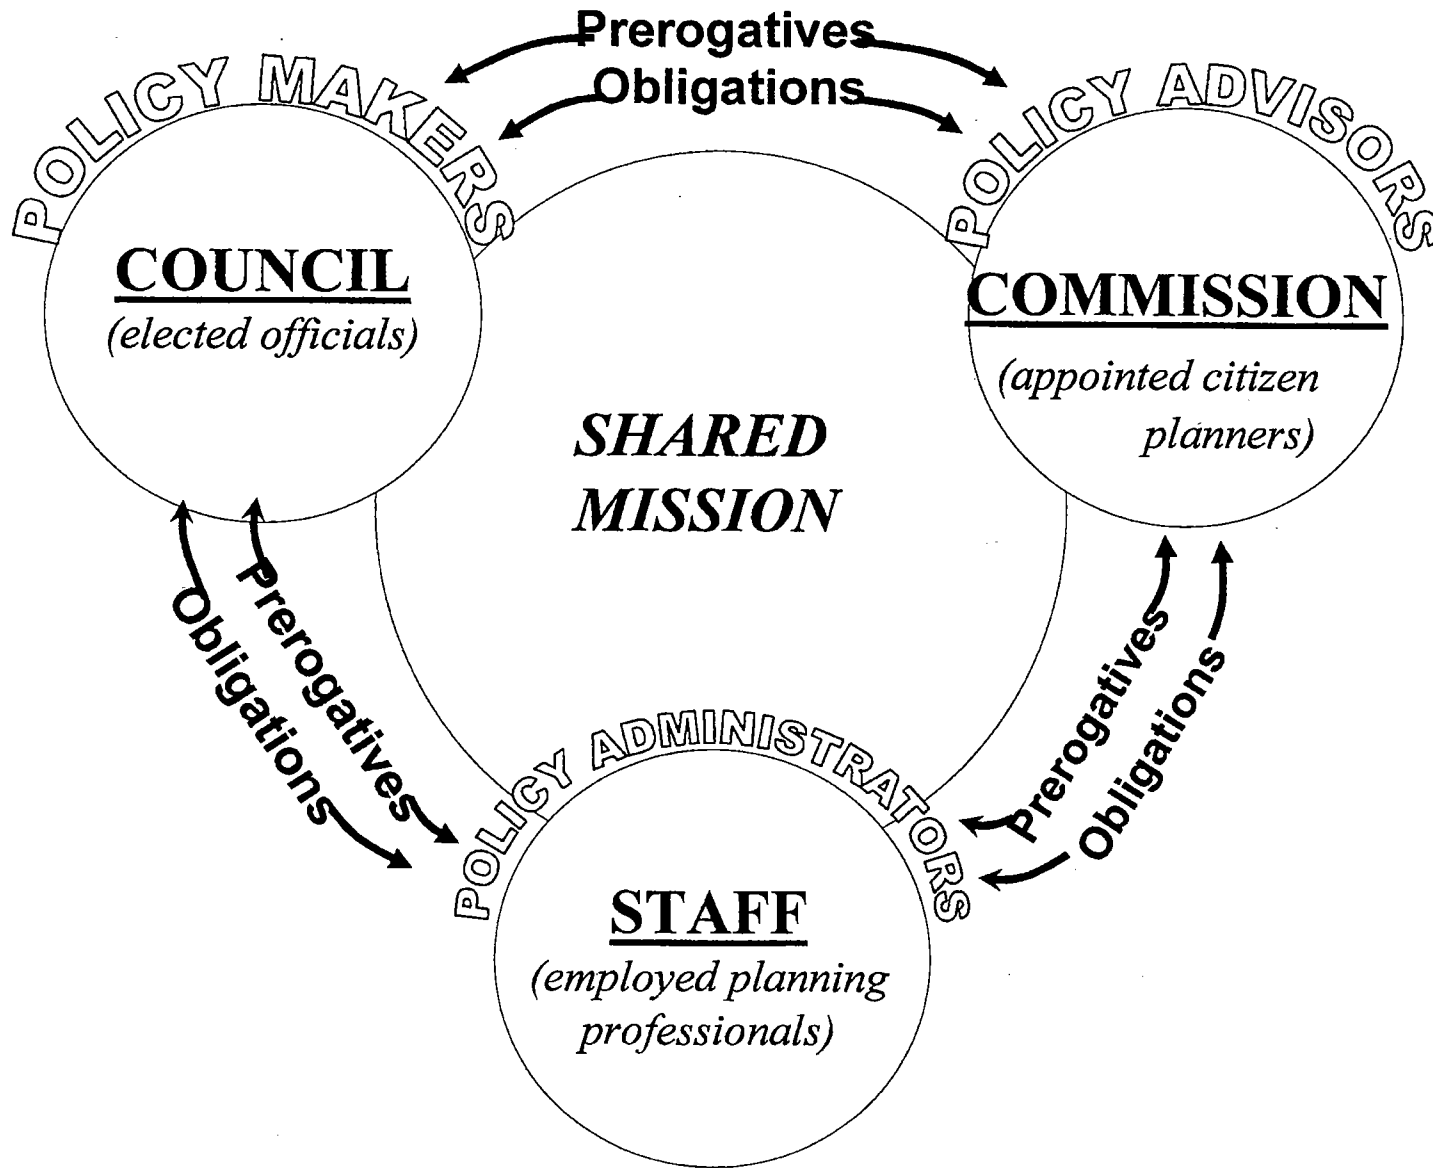 Prerogatives
Obligations
POLICY MAKERS
COUNCIL
(elected officials)
POLICY ADVISORS
COMMISSION
(appointed citizen
planners)
SHARED
MISSION
Prerogatives
Obligations
Prerogatives
Obligations
POLICY ADMINISTRATORS
STAFF
(employed planning
professionals)